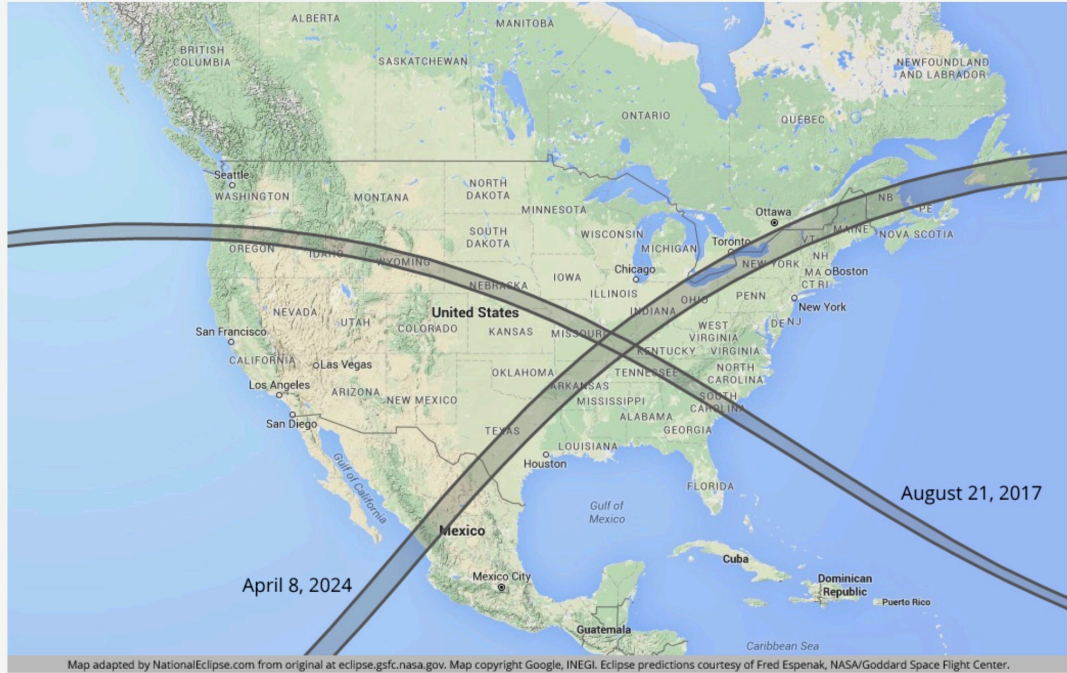 ALBERTA
MANITOBA
BRITISH
COLUMBIA
SASKATCHEWAN
NEWFOUNDLAND
AND LABRADOR
ONTARIO
QUÉBEC
Seattle
WASHINGTON
MONTANA
NORTH
DAKOTA
MINNESOTA
Ottawa
NB
PE
MAINE
NOVA SCOTIA
OREGON
IDAHO
WYOMING
SOUTH
DAKOTA
WISCONSIN
MICHIGAN
Toronto
VT
NEW YORK
NH
MA
Boston
CT
RI
Chicago
IOWA
NEBRASKA
ILLINOIS
INDIANA
OHIO
PENN
New York
NEVADA
United States
UTAH
COLORADO
KANSAS
MISSOURI
WEST
VIRGINIA
DE
NJ
San Francisco
CALIFORNIA
Las Vegas
KENTUCKY
VIRGINIA
Los Angeles
ARIZONA
NEW MEXICO
OKLAHOMA
ARKANSAS
TENNESSEE
NORTH
CAROLINA
MISSISSIPPI
SOUTH
CAROLINA
San Diego
TEXAS
ALABAMA
GEORGIA
LOUISIANA
Houston
Gulf of California
FLORIDA
Gulf of
Mexico
August 21, 2017
Mexico
Cuba
April 8, 2024
Mexico City
Dominican
Republic
Puerto Rico
Guatemala
Caribbean Sea
Map adapted by NationalEclipse.com from original at eclipse.gsfc.nasa.gov. Map copyright Google, INEGI. Eclipse predictions courtesy of Fred Espenak, NASA/Goddard Space Flight Center.